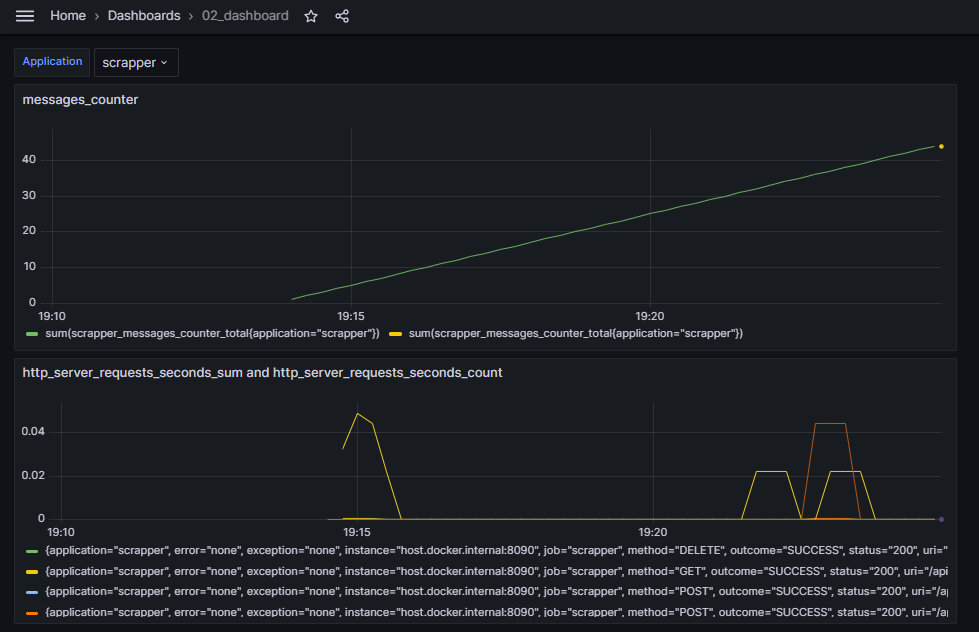 Home › Dashboards › 02_dashboard
Application scrapper
messages_counter
40
30
20
10
0
19:10 19:15 19:20
sum(scrapper_messages_counter_total{application="scrapper"}) sum(scrapper_messages_counter_total{application="scrapper"})
http_server_requests_seconds_sum and http_server_requests_seconds_count
0.04
0.02
0
19:10 19:15 19:20
{application="scrapper", error="none", exception="none", instance="host.docker.internal:8090", job="scrapper", method="DELETE", outcome="SUCCESS", status="200", uri="
{application="scrapper", error="none", exception="none", instance="host.docker.internal:8090", job="scrapper", method="GET", outcome="SUCCESS", status="200", uri="/api
{application="scrapper", error="none", exception="none", instance="host.docker.internal:8090", job="scrapper", method="POST", outcome="SUCCESS", status="200", uri="/a
{application="scrapper", error="none", exception="none", instance="host.docker.internal:8090", job="scrapper", method="POST", outcome="SUCCESS", status="200", uri="/a